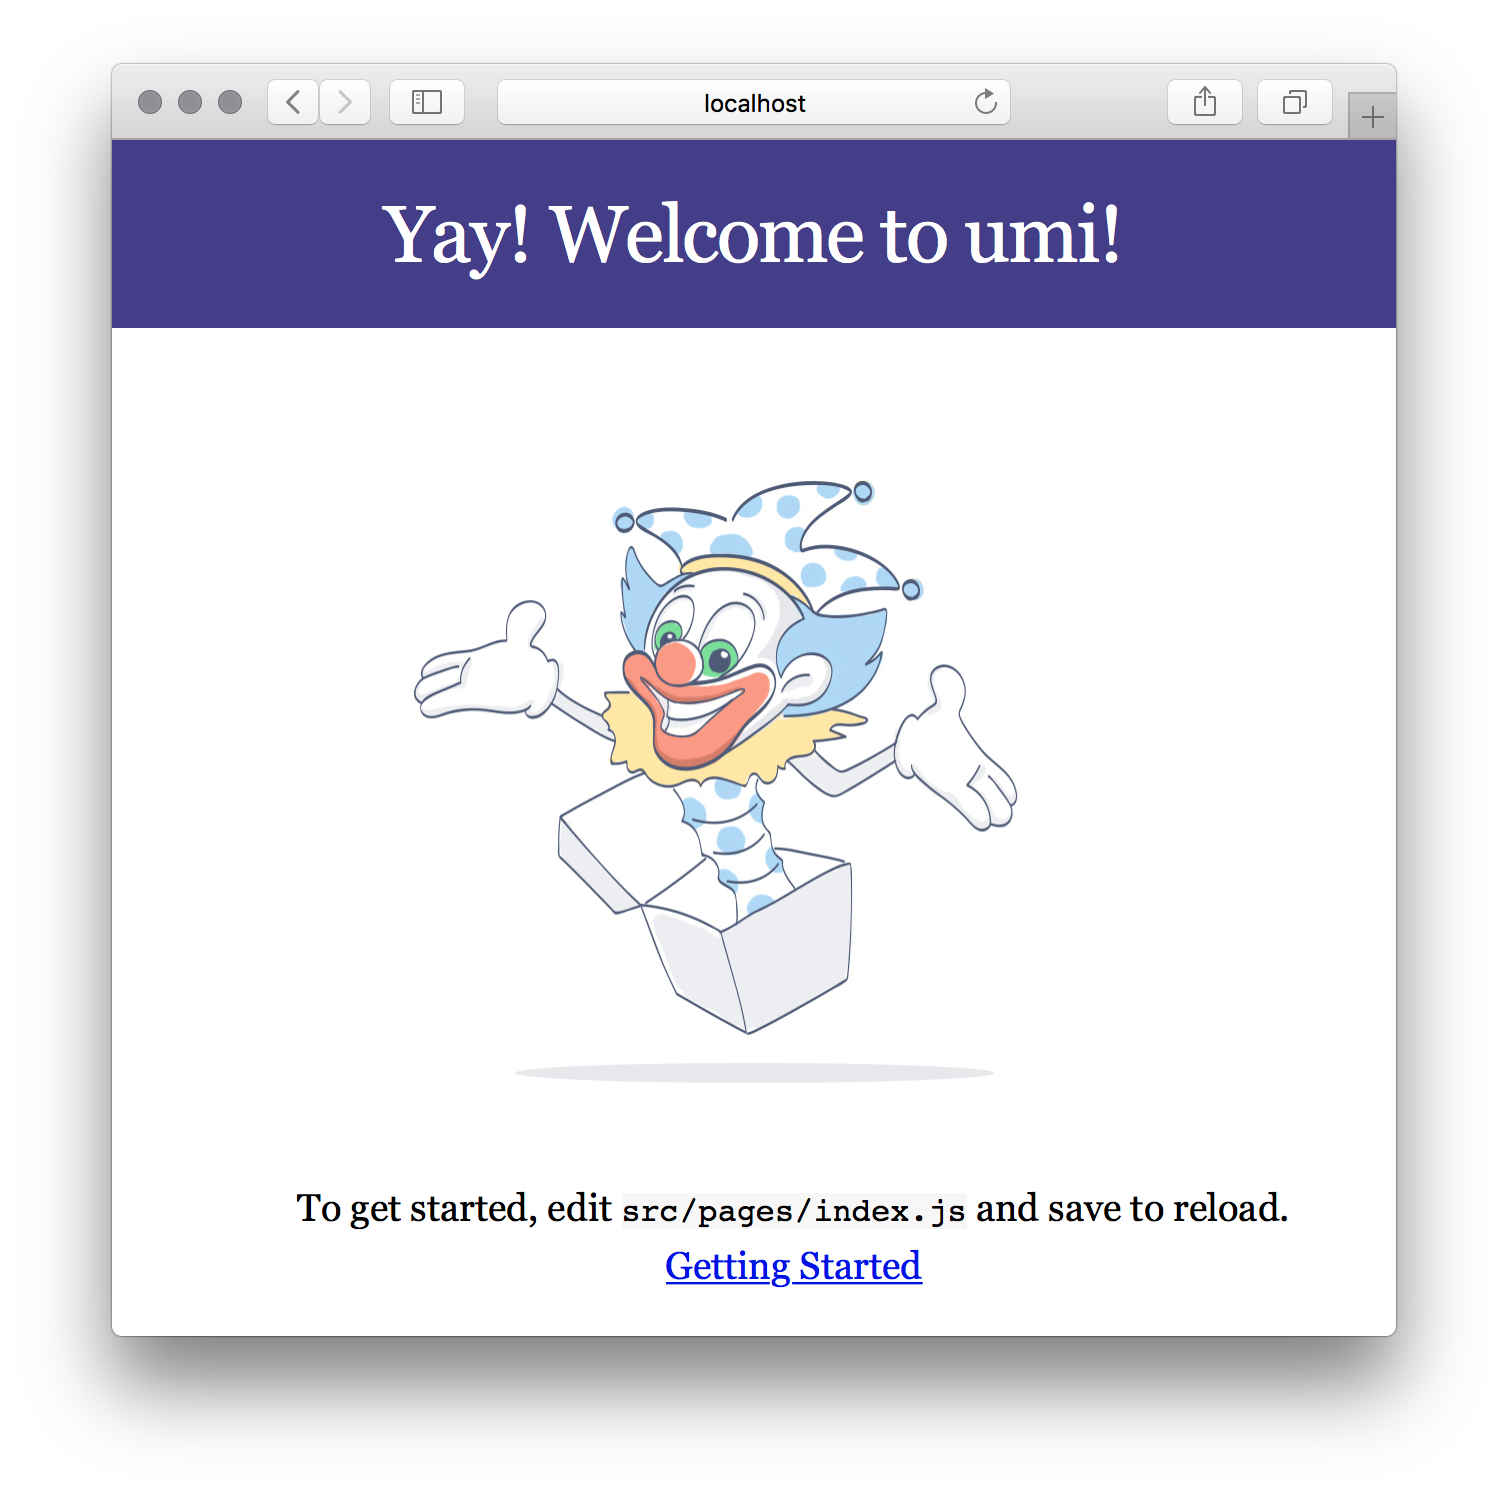 localhost
Yay! Welcome to umi!
To get started, edit src/pages/index.js and save to reload.
Getting Started